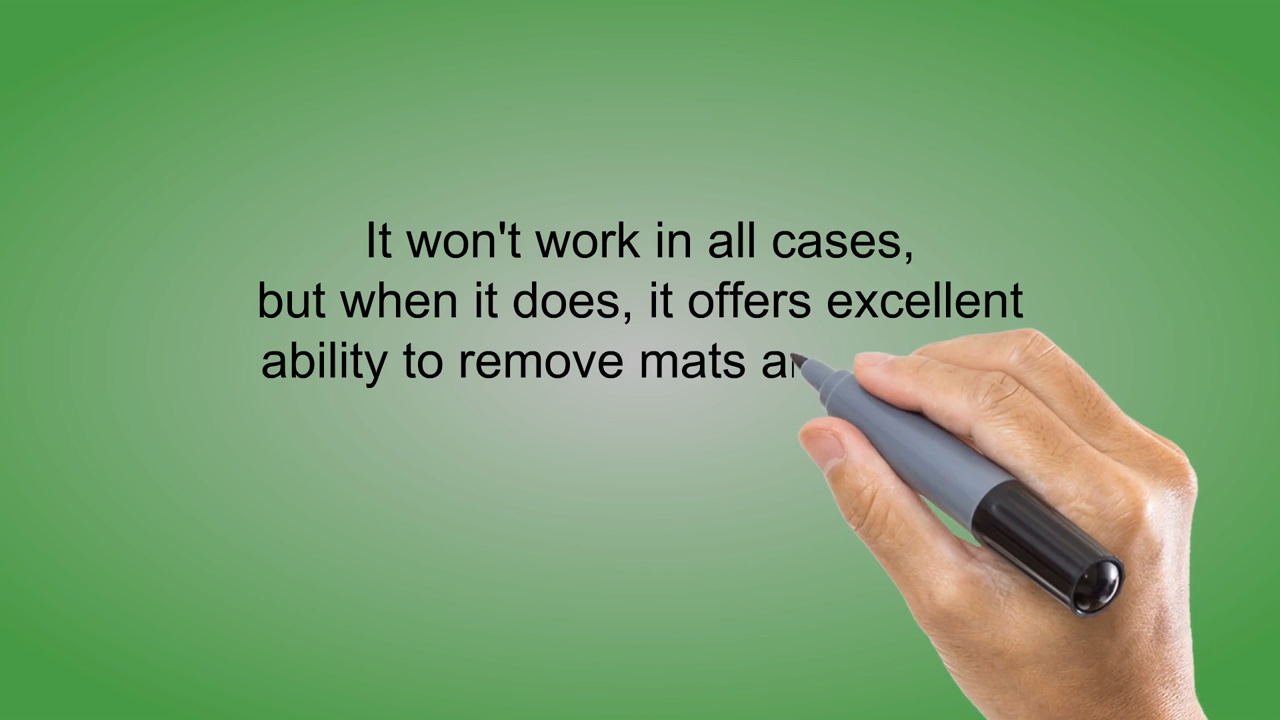 It won't work in all cases,
but when it does, it offers excellent
ability to remove mats